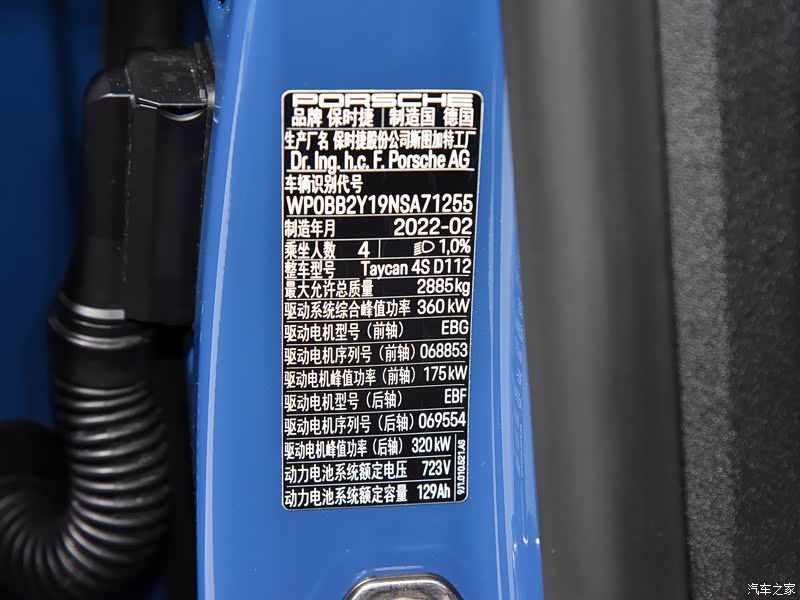 PORSCHE
品牌 保时捷 制造国 德国
生产厂名 保时捷股份公司斯图加特工厂
Dr. Ing. h.c. F. Porsche AG
车辆识别代号
WP0BB2Y19NSA71255
制造年月 2022-02
乘坐人数 4 1,0%
整车型号 Taycan 4S D112
最大允许总质量 2885kg
驱动系统综合峰值功率 360 kW
驱动电机型号（前轴） EBG
驱动电机序列号（前轴） 068853
驱动电机峰值功率（前轴） 175 kW
驱动电机型号（后轴） EBF
驱动电机序列号（后轴） 069554
驱动电机峰值功率（后轴） 320 kW
动力电池系统额定电压 723V
动力电池系统额定容量 129Ah
9J1.010.521.AS
汽车之家